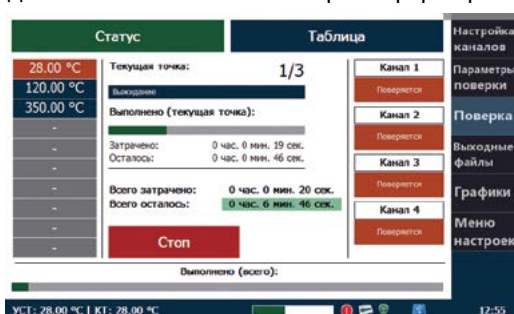 Статус
Таблица
Настройка
каналов
Параметры
поверки
Поверка
Выходные
файлы
Графики
Меню
настроек
28.00 °C
120.00 °C
350.00 °C
-
-
-
-
-
-
-
Текущая точка:
1/3
Выжидание
Выполнено (текущая точка):
Затрачено: 0 час. 0 мин. 19 сек.
Осталось: 0 час. 0 мин. 46 сек.
Всего затрачено: 0 час. 0 мин. 20 сек.
Всего осталось: 0 час. 6 мин. 46 сек.
Стоп
Канал 1
Поверяется
Канал 2
Поверяется
Канал 3
Поверяется
Канал 4
Поверяется
Выполнено (всего):
УСТ: 28.00 °C | КТ: 28.00 °C
12:55